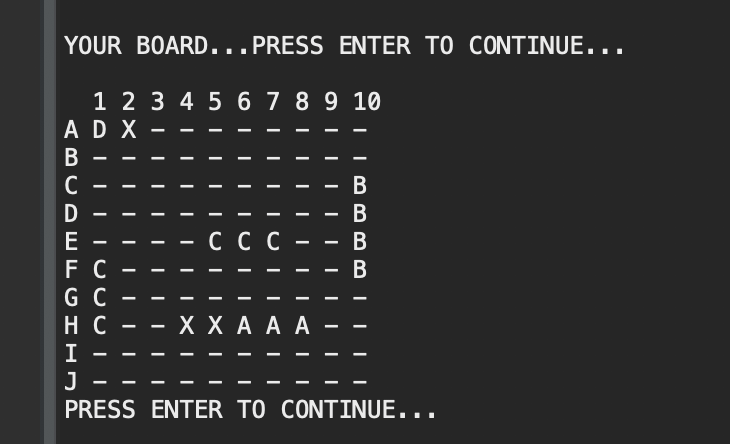 YOUR BOARD...PRESS ENTER TO CONTINUE...
  1 2 3 4 5 6 7 8 9 10
A D X - - - - - - - -
B - - - - - - - - - -
C - - - - - - - - - B
D - - - - - - - - - B
E - - - - C C C - - B
F C - - - - - - - - B
G C - - - - - - - - -
H C - - X X A A A - -
I - - - - - - - - - -
J - - - - - - - - - -
PRESS ENTER TO CONTINUE...